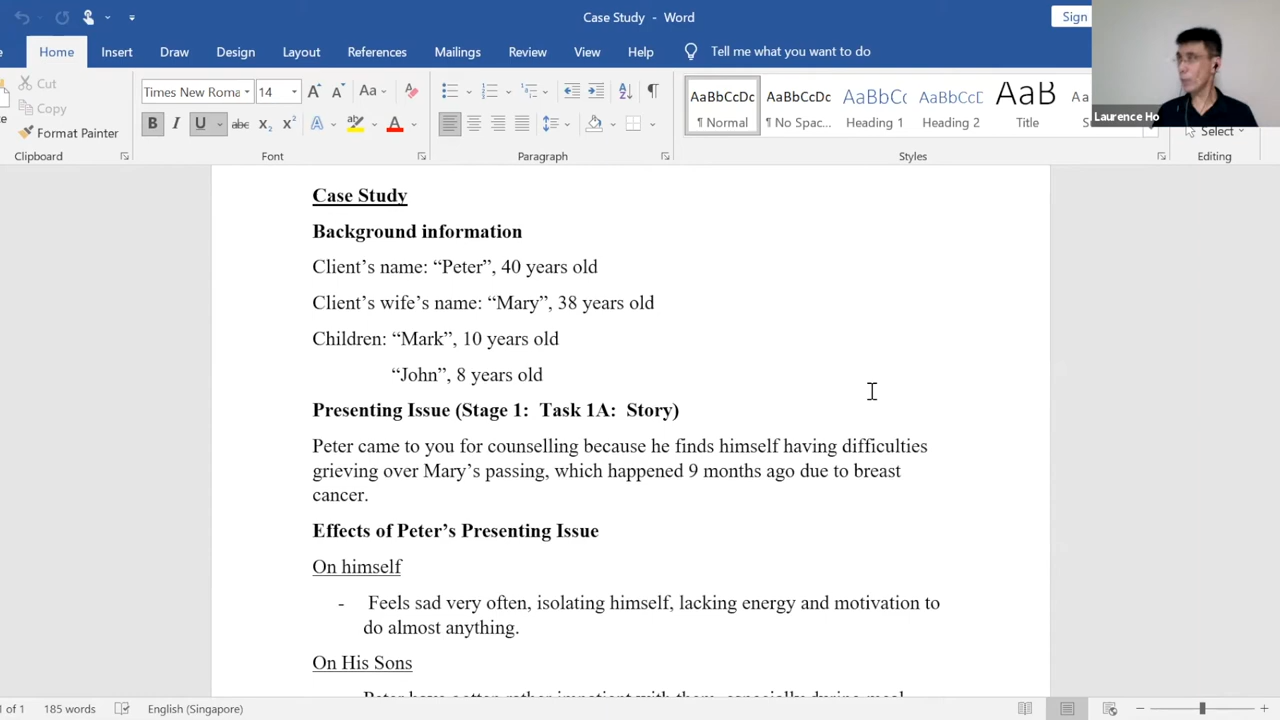 Case Study - Word
Sign
Home Insert Draw Design Layout References Mailings Review View Help Tell me what you want to do
Cut
Copy
Format Painter
Times New Roma 14 Aa
AaBbCcDc AaBbCcDc AaBbCc AaBbCcD AaB Aa
¶ Normal ¶ No Spac... Heading 1 Heading 2 Title
Laurence Ho
Select
Clipboard Font Paragraph Styles Editing
Case Study
Background information
Client's name: “Peter”, 40 years old
Client's wife's name: “Mary”, 38 years old
Children: “Mark”, 10 years old
“John”, 8 years old
Presenting Issue (Stage 1: Task 1A: Story)
Peter came to you for counselling because he finds himself having difficulties
grieving over Mary's passing, which happened 9 months ago due to breast
cancer.
Effects of Peter's Presenting Issue
On himself
- Feels sad very often, isolating himself, lacking energy and motivation to
do almost anything.
On His Sons
185 words English (Singapore)